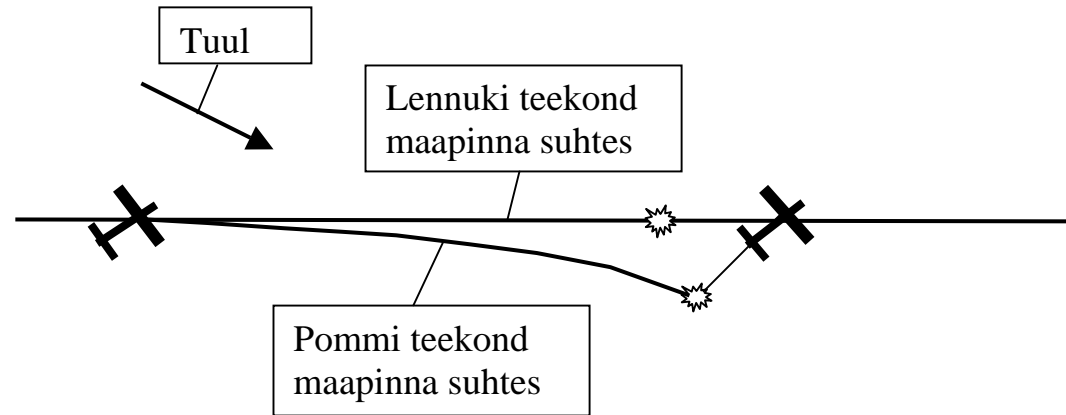 Tuul
Lennuki teekond
maapinna suhtes
Pommi teekond
maapinna suhtes